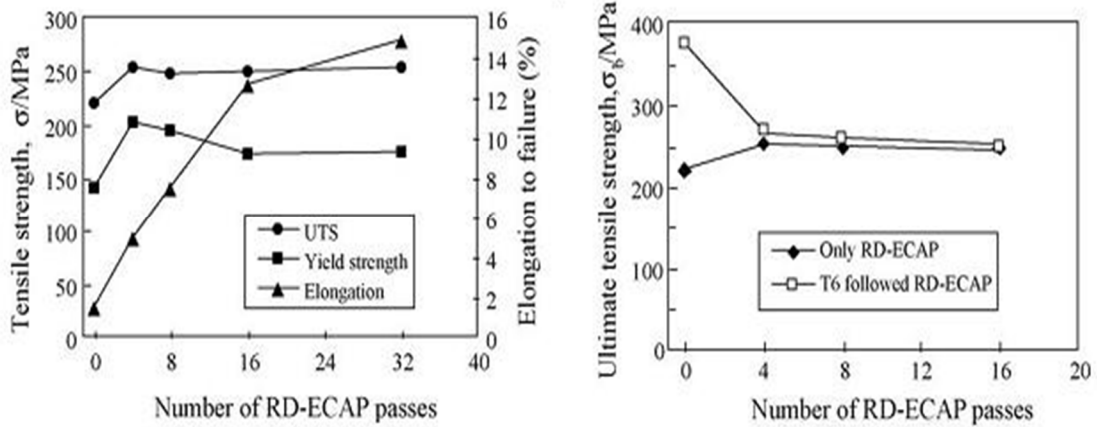 Tensile strength, σ/MPa
300
250
200
150
100
50
0
UTS
Yield strength
Elongation
16
14
12
10
8
6
4
2
0
Elongation to failure (%)
0 8 16 24 32 40
Number of RD-ECAP passes
Ultimate tensile strength,σb/MPa
400
300
200
100
0
Only RD-ECAP
T6 followed RD-ECAP
0 4 8 12 16 20
Number of RD-ECAP passes